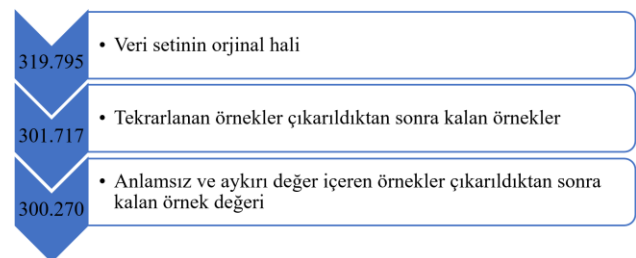 319.795
• Veri setinin orjinal hali
301.717
• Tekrarlanan örnekler çıkarıldıktan sonra kalan örnekler
300.270
• Anlamsız ve aykırı değer içeren örnekler çıkarıldıktan sonra
kalan örnek değeri